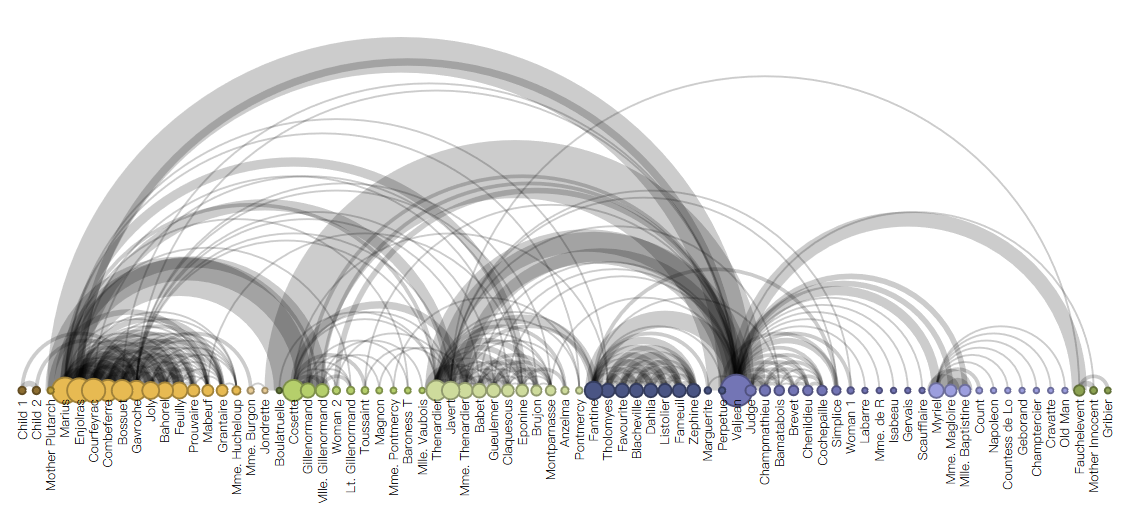 Child 1
Child 2
Mother Plutarch
Marius
Enjolras
Courfeyrac
Combeferre
Bossuet
Gavroche
Joly
Bahorel
Feuilly
Prouvaire
Mabeuf
Grantaire
Mme. Hucheloup
Mme. Burgon
Jondrette
Boulatruelle
Cosette
Gillenormand
Mlle. Gillenormand
Woman 2
Lt. Gillenormand
Toussaint
Magnon
Mme. Pontmercy
Baroness T
Mlle. Vaubois
Thenardier
Javert
Mme. Thenardier
Babet
Gueulemer
Claquesous
Eponine
Brujon
Montparnasse
Anzelma
Pontmercy
Fantine
Tholomyes
Favourite
Blacheville
Dahlia
Listolier
Fameuil
Zephine
Marguerite
Perpetue
Valjean
Judge
Champmathieu
Bamatabois
Brevet
Chenildieu
Cochepaille
Simplice
Woman 1
Labarre
Mme. de R
Isabeau
Gervais
Scaufflaire
Myriel
Mme. Magloire
Mlle. Baptistine
Count
Napoleon
Countess de Lo
Geborand
Champtercier
Cravatte
Old Man
Fauchelevent
Mother Innocent
Gribier